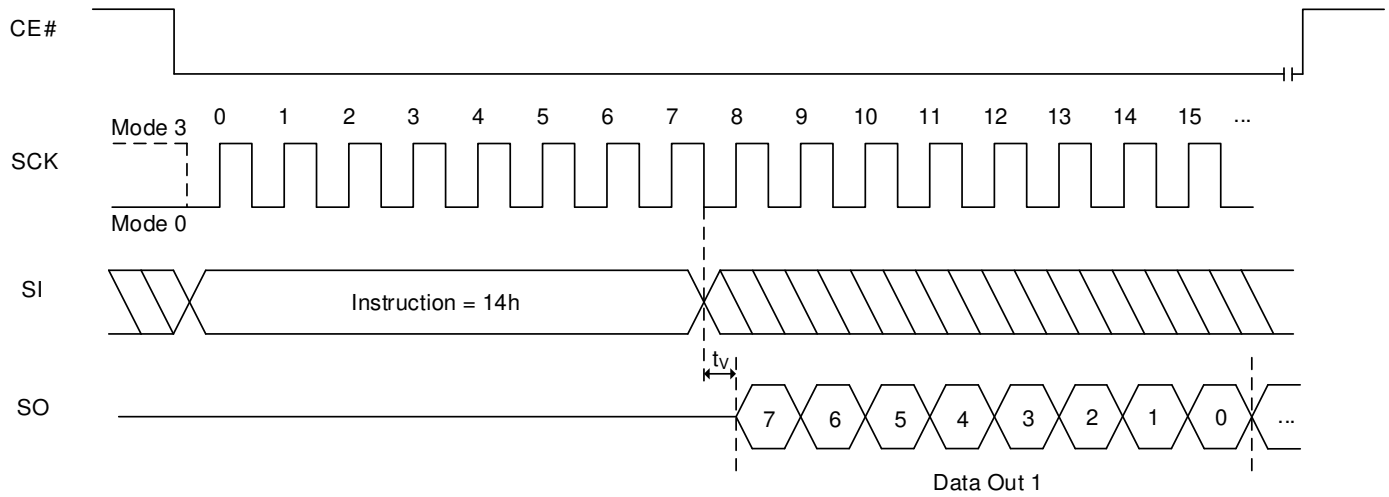 CE#
0 1 2 3 4 5 6 7 8 9 10 11 12 13 14 15 ...
Mode 3
SCK
Mode 0
SI
Instruction = 14h
tV
SO
7 6 5 4 3 2 1 0 ...
Data Out 1